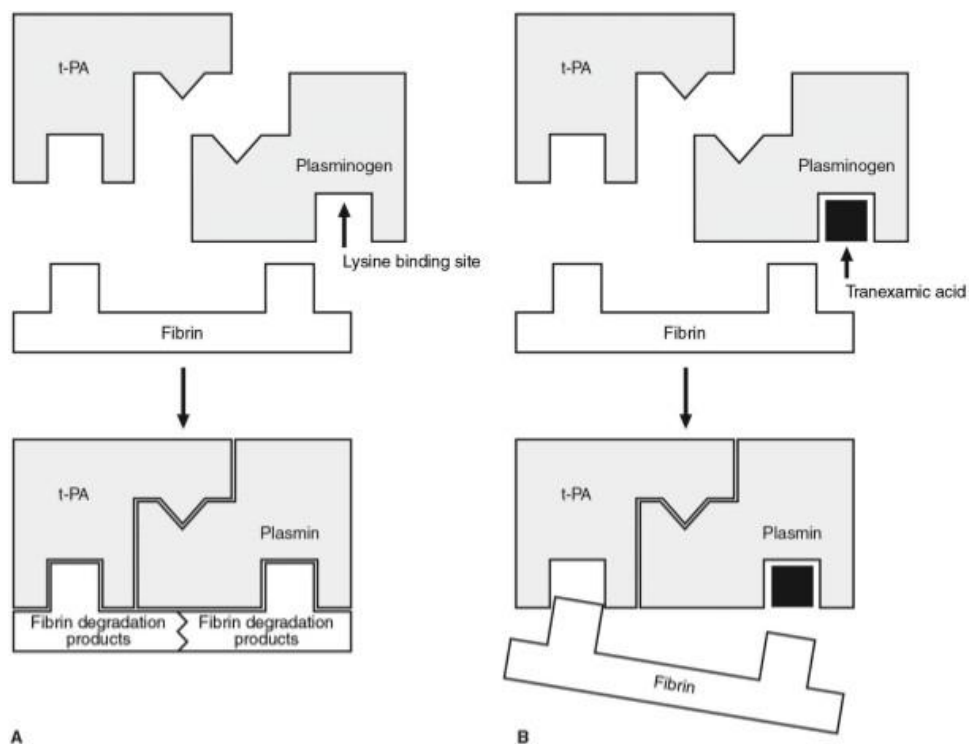 t-PA
Plasminogen
Lysine binding site
Fibrin
t-PA
Plasmin
Fibrin degradation
products
Fibrin degradation
products
A
t-PA
Plasminogen
Tranexamic acid
Fibrin
t-PA
Plasmin
Fibrin
B